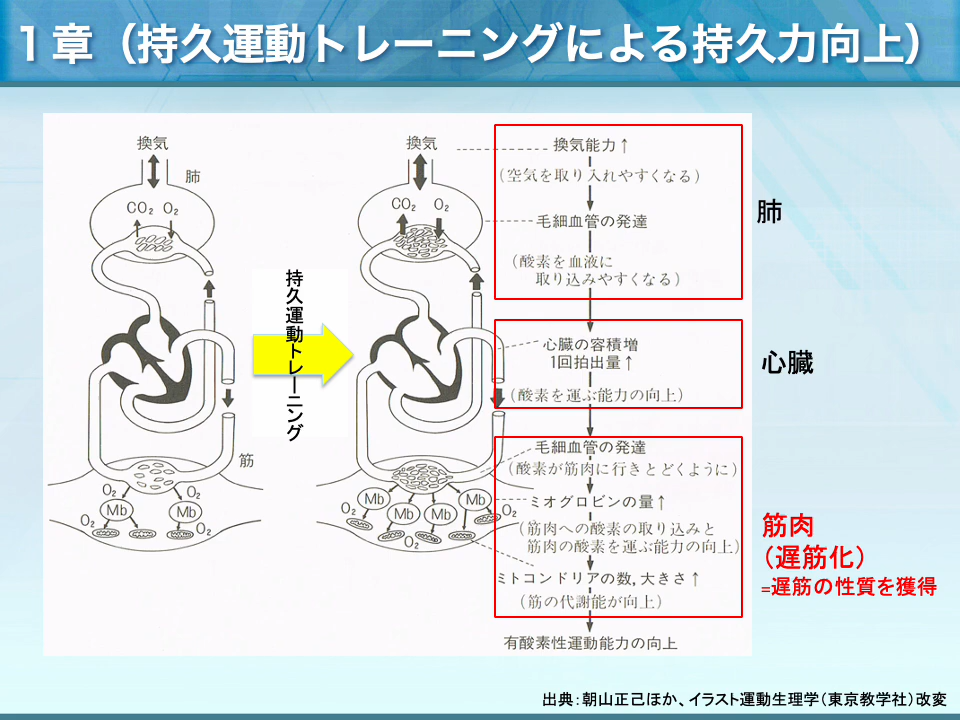 １章（持久運動トレーニングによる持久力向上）
換気
肺
CO₂ O₂
筋
O₂ O₂
Mb Mb
O₂ O₂
持久運動トレーニング
換気
CO₂ O₂
O₂ Mb Mb Mb Mb O₂
O₂
換気能力↑
（空気を取り入れやすくなる）
毛細血管の発達
（酸素を血液に
取り込みやすくなる）
心臓の容積増
1回拍出量↑
（酸素を運ぶ能力の向上）
毛細血管の発達
（酸素が筋肉に行きとどくように）
ミオグロビンの量↑
（筋肉への酸素の取り込みと
筋肉の酸素を運ぶ能力の向上）
ミトコンドリアの数，大きさ↑
（筋の代謝能が向上）
有酸素性運動能力の向上
肺
心臓
筋肉
（遅筋化）
=遅筋の性質を獲得
出典：朝山正己ほか、イラスト運動生理学（東京教学社）改変